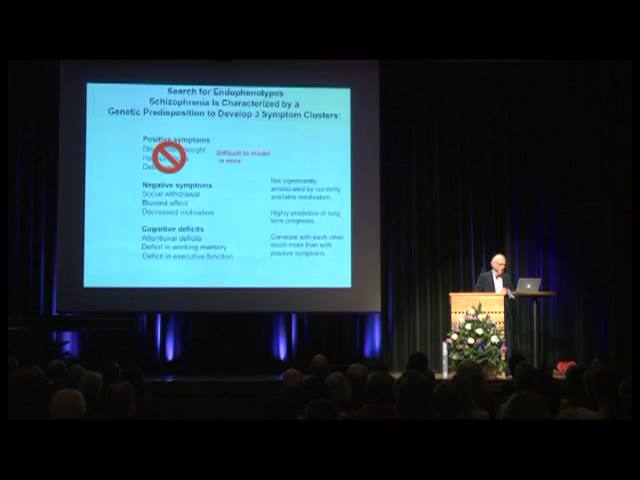 Search for Endophenotypes
Schizophrenia Is Characterized by a
Genetic Predisposition to Develop 3 Symptom Clusters:
Positive symptoms
Difficult to model
in mice
Negative symptoms
Social withdrawal
Blunted affect
Decreased motivation
Not significantly
ameliorated by currently
available medication.
Highly predictive of long
term prognosis.
Cognitive deficits
Attentional deficits
Deficit in working memory
Deficit in executive function
Correlate with each other
much more than with
positive symptoms.